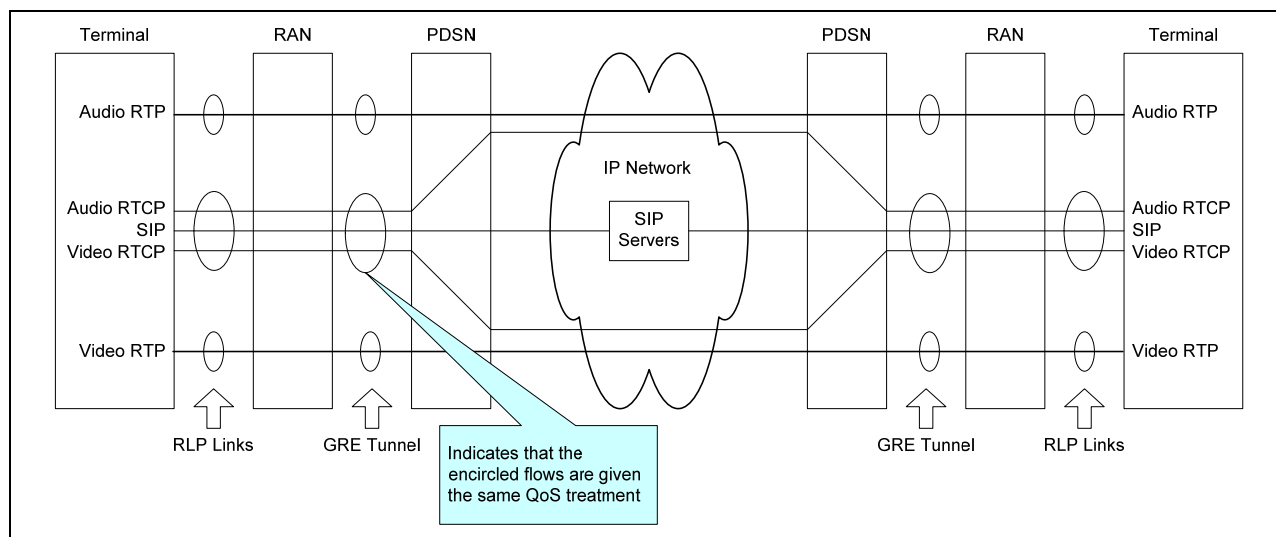 Terminal
RAN
PDSN
PDSN
RAN
Terminal
Audio RTP
Audio RTP
IP Network
Audio RTCP
SIP
Video RTCP
SIP
Servers
Audio RTCP
SIP
Video RTCP
Video RTP
Video RTP
RLP Links
GRE Tunnel
GRE Tunnel
RLP Links
Indicates that the
encircled flows are given
the same QoS treatment